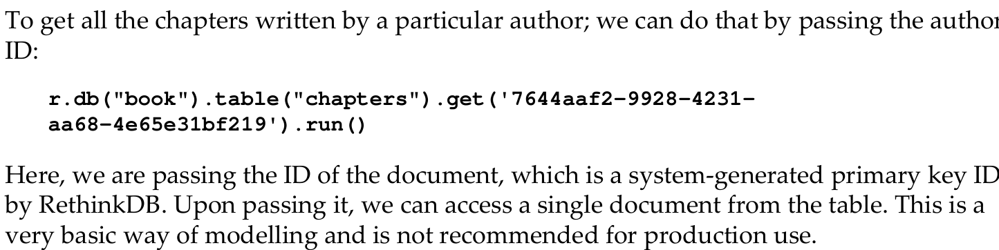 To get all the chapters written by a particular author; we can do that by passing the author
ID:
r.db("book").table("chapters").get('7644aaf2-9928-4231-
aa68-4e65e31bf219').run()
Here, we are passing the ID of the document, which is a system-generated primary key ID
by RethinkDB. Upon passing it, we can access a single document from the table. This is a
very basic way of modelling and is not recommended for production use.